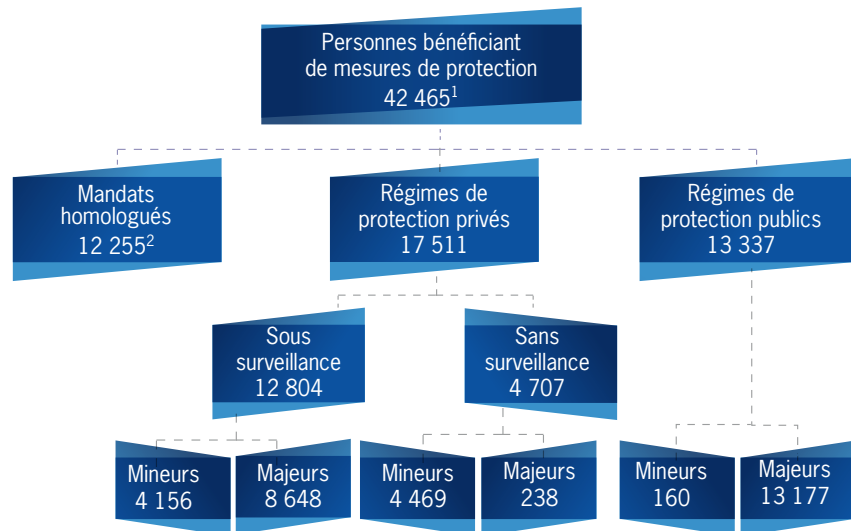 Personnes bénéficiant
de mesures de protection
42 465¹
Mandats
homologués
12 255²
Régimes de
protection privés
17 511
Régimes de
protection publics
13 337
Sous
surveillance
12 804
Sans
surveillance
4 707
Mineurs
4 156
Majeurs
8 648
Mineurs
4 469
Majeurs
238
Mineurs
160
Majeurs
13 177